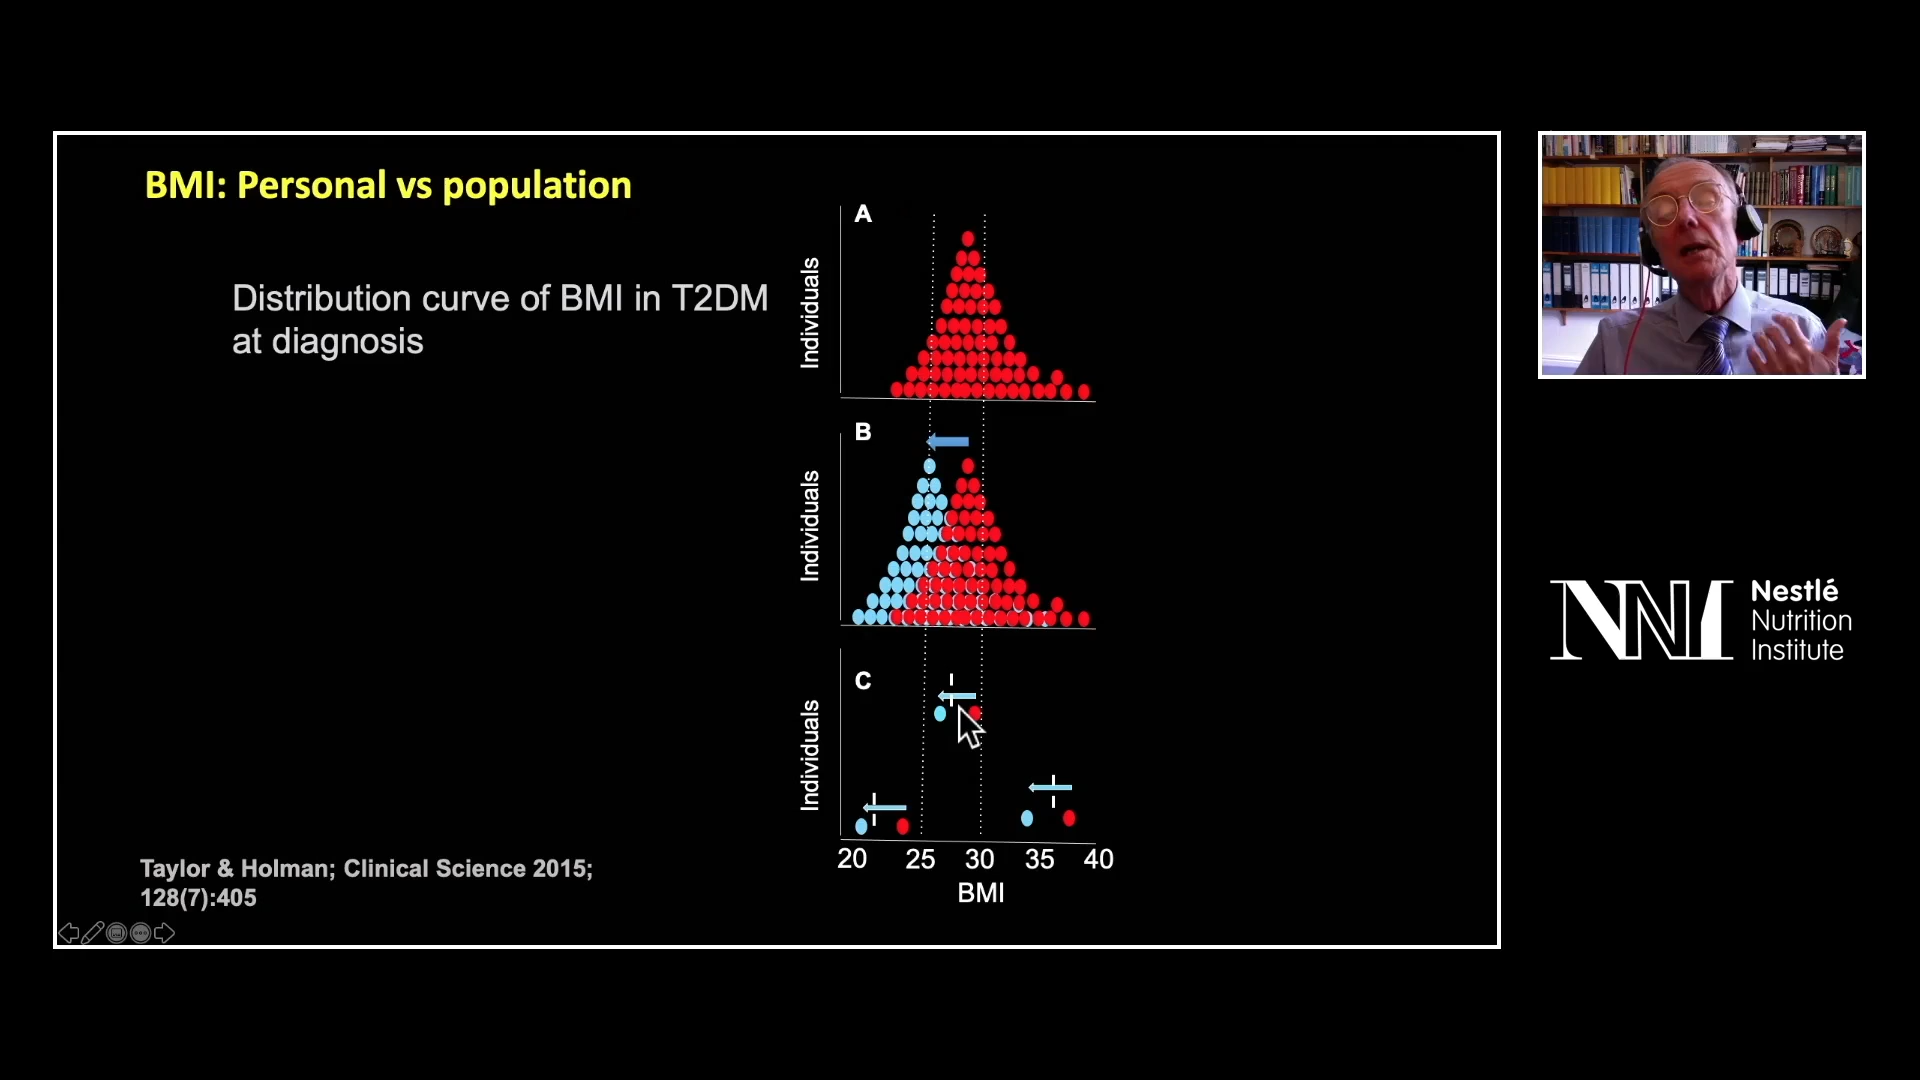 BMI: Personal vs population
Distribution curve of BMI in T2DM
at diagnosis
A
Individuals
B
Individuals
C
Individuals
20 25 30 35 40
BMI
Taylor & Holman; Clinical Science 2015;
128(7):405
NNI
Nestlé
Nutrition
Institute